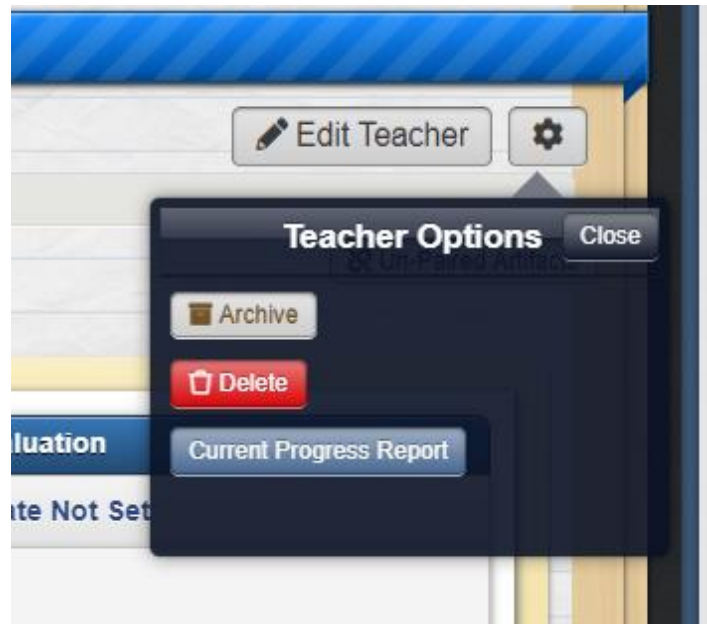 Edit Teacher
Teacher Options Close
Un-Paired Artifacts
Archive
Delete
Current Progress Report
luation
ate Not Set